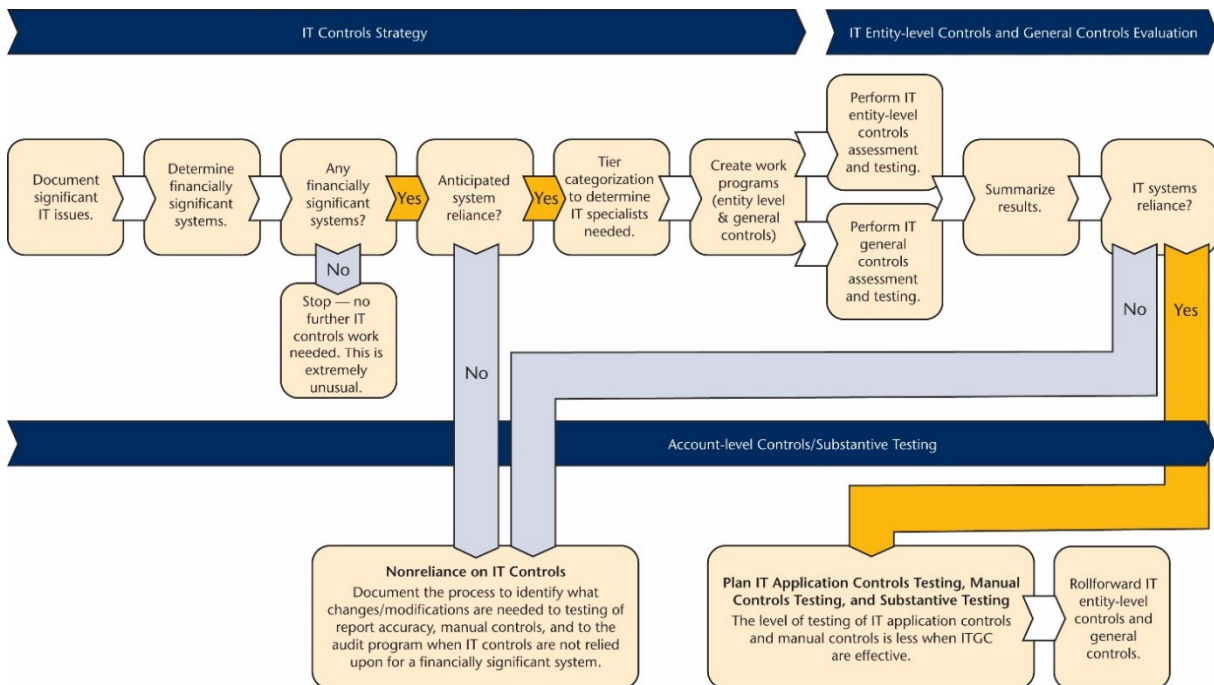 IT Controls Strategy
IT Entity-level Controls and General Controls Evaluation
Document
significant
IT issues.
Determine
financially
significant
systems.
Any
financially
significant
systems?
Yes
Anticipated
system
reliance?
Yes
Tier
categorization
to determine
IT specialists
needed.
Create work
programs
(entity level
& general
controls)
Perform IT
entity-level
controls
assessment
and testing.
Perform IT
general
controls
assessment
and testing.
Summarize
results.
IT systems
reliance?
No
Stop — no
further IT
controls work
needed. This is
extremely
unusual.
No
No
Yes
Account-level Controls/Substantive Testing
Nonreliance on IT Controls
Document the process to identify what
changes/modifications are needed to testing of
report accuracy, manual controls, and to the
audit program when IT controls are not relied
upon for a financially significant system.
Plan IT Application Controls Testing, Manual
Controls Testing, and Substantive Testing
The level of testing of IT application controls
and manual controls is less when ITGC
are effective.
Rollforward IT
entity-level
controls and
general
controls.